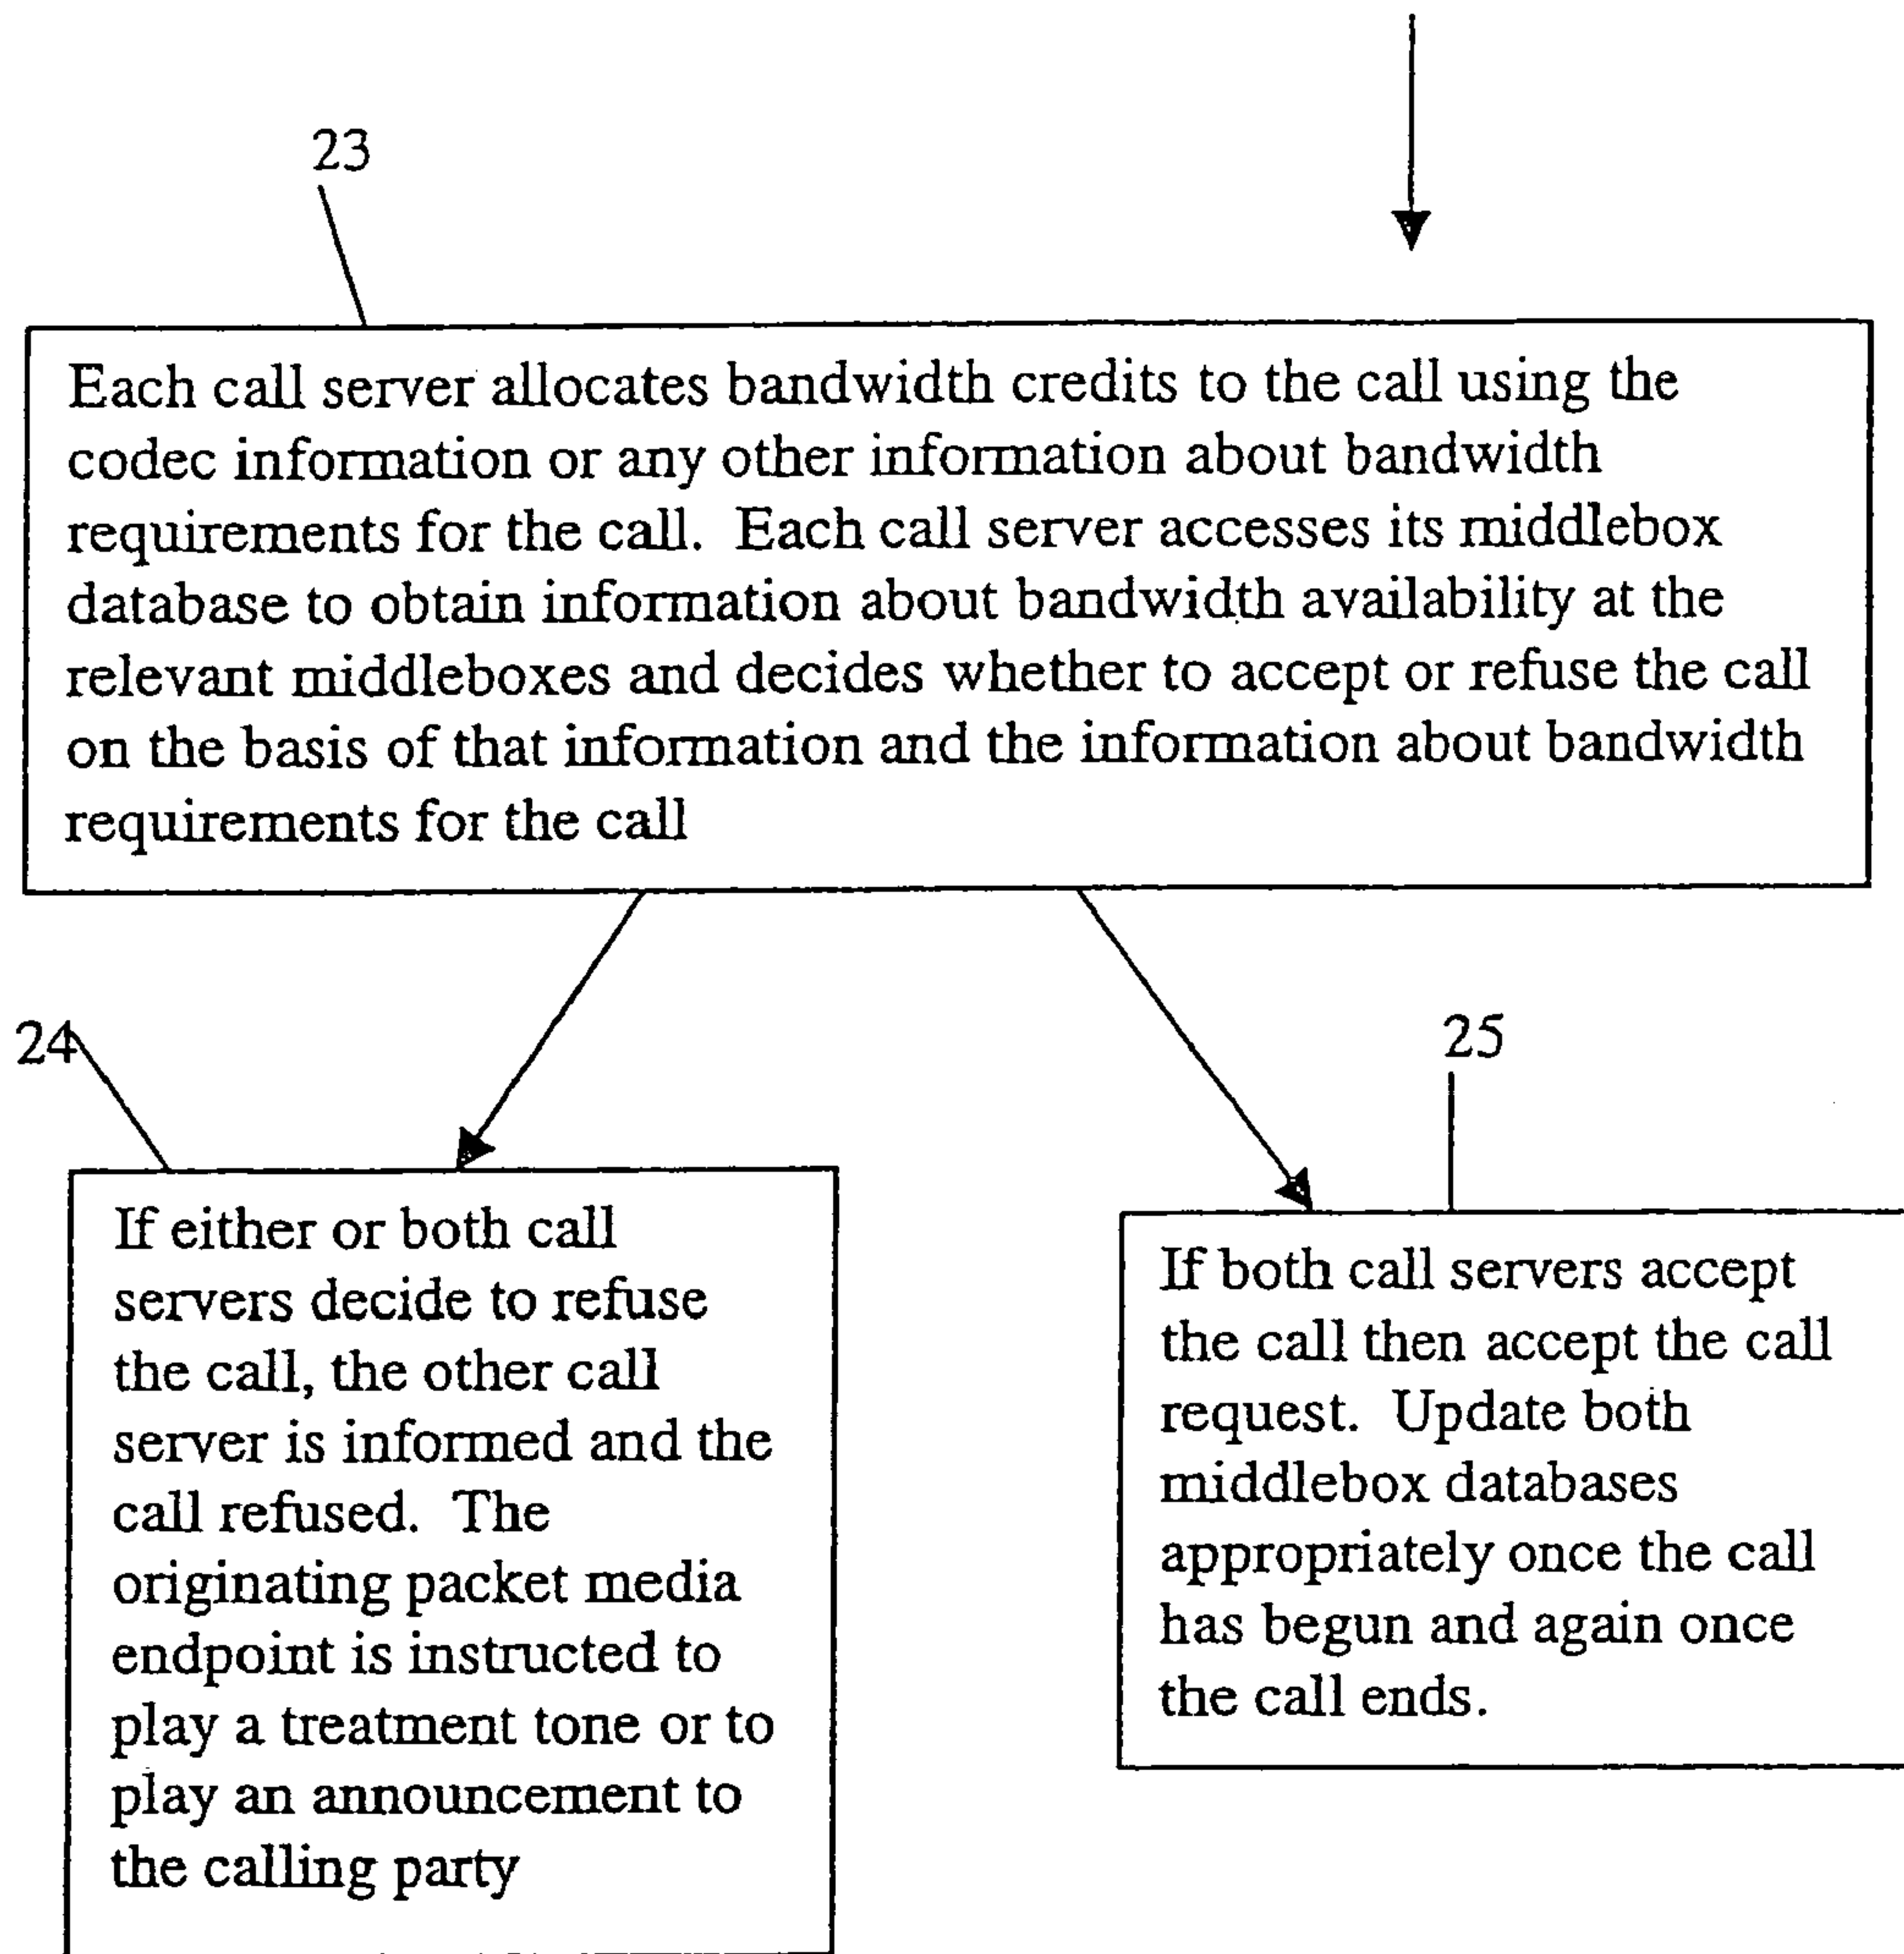 23
Each call server allocates bandwidth credits to the call using the
codec information or any other information about bandwidth
requirements for the call. Each call server accesses its middlebox
database to obtain information about bandwidth availability at the
relevant middleboxes and decides whether to accept or refuse the call
on the basis of that information and the information about bandwidth
requirements for the call
24
If either or both call
servers decide to refuse
the call, the other call
server is informed and the
call refused. The
originating packet media
endpoint is instructed to
play a treatment tone or to
play an announcement to
the calling party
25
If both call servers accept
the call then accept the call
request. Update both
middlebox databases
appropriately once the call
has begun and again once
the call ends.